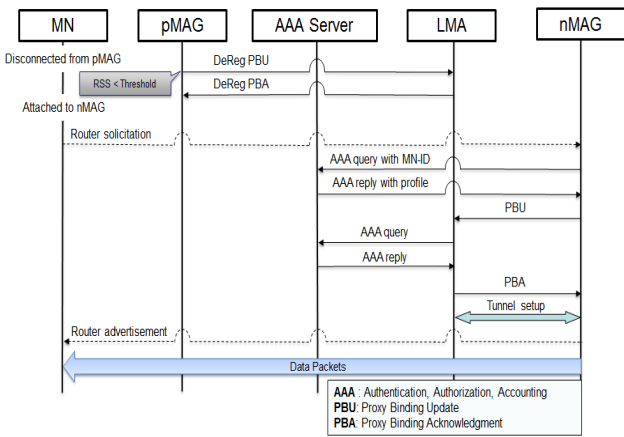 MN pMAG AAA Server LMA nMAG
Disconnected from pMAG
DeReg PBU
RSS < Threshold
DeReg PBA
Attached to nMAG
Router solicitation
AAA query with MN-ID
AAA reply with profile
PBU
AAA query
AAA reply
PBA
Tunnel setup
Router advertisement
Data Packets
AAA : Authentication, Authorization, Accounting
PBU: Proxy Binding Update
PBA: Proxy Binding Acknowledgment